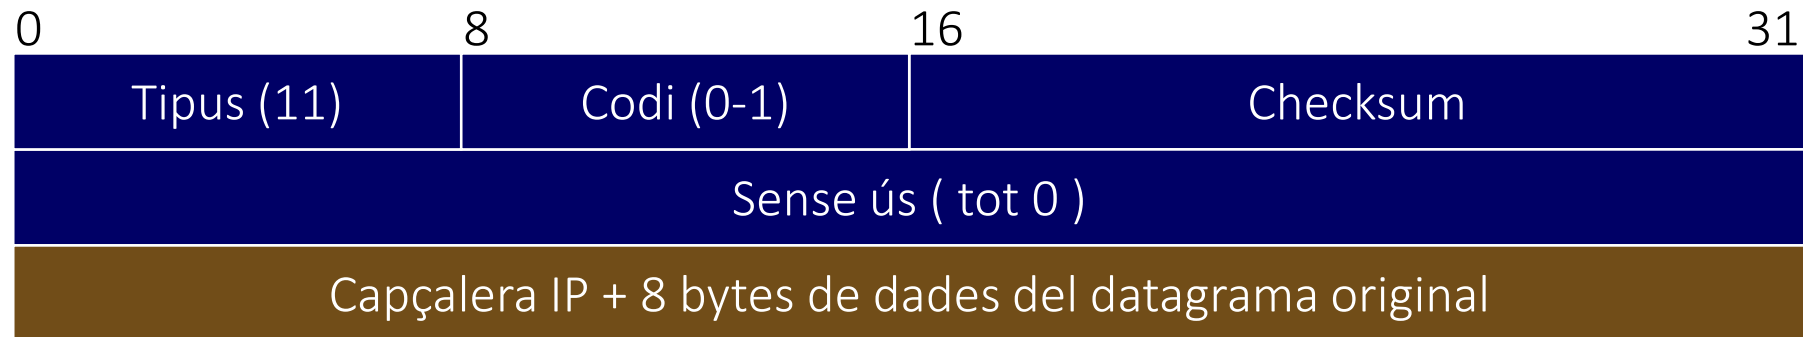 0 8 16 31
Tipus (11) Codi (0-1) Checksum
Sense ús ( tot 0 )
Capçalera IP + 8 bytes de dades del datagrama original